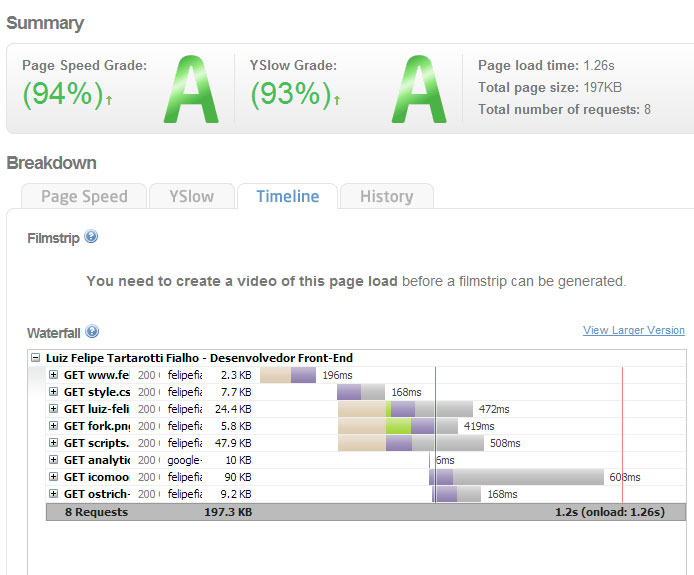 Summary
Page Speed Grade: YSlow Grade: Page load time: 1.26s
(94%)↑ A (93%)↑ A Total page size: 197KB
Total number of requests: 8
Breakdown
Page Speed YSlow Timeline History
Filmstrip ?
You need to create a video of this page load before a filmstrip can be generated.
Waterfall ? View Larger Version
Luiz Felipe Tartarotti Fialho - Desenvolvedor Front-End
GET www.fel 200 felipefia 2.3 KB 196ms
GET style.cs 200 felipefia 7.7 KB 168ms
GET luiz-feli 200 felipefia 24.4 KB 472ms
GET fork.png 200 felipefia 5.8 KB 419ms
GET scripts. 200 felipefia 47.9 KB 508ms
GET analytic 200 google- 10 KB 6ms
GET icomoo 200 felipefia 90 KB 608ms
GET ostrich- 200 felipefia 9.2 KB 168ms
8 Requests 197.3 KB 1.2s (onload: 1.26s)